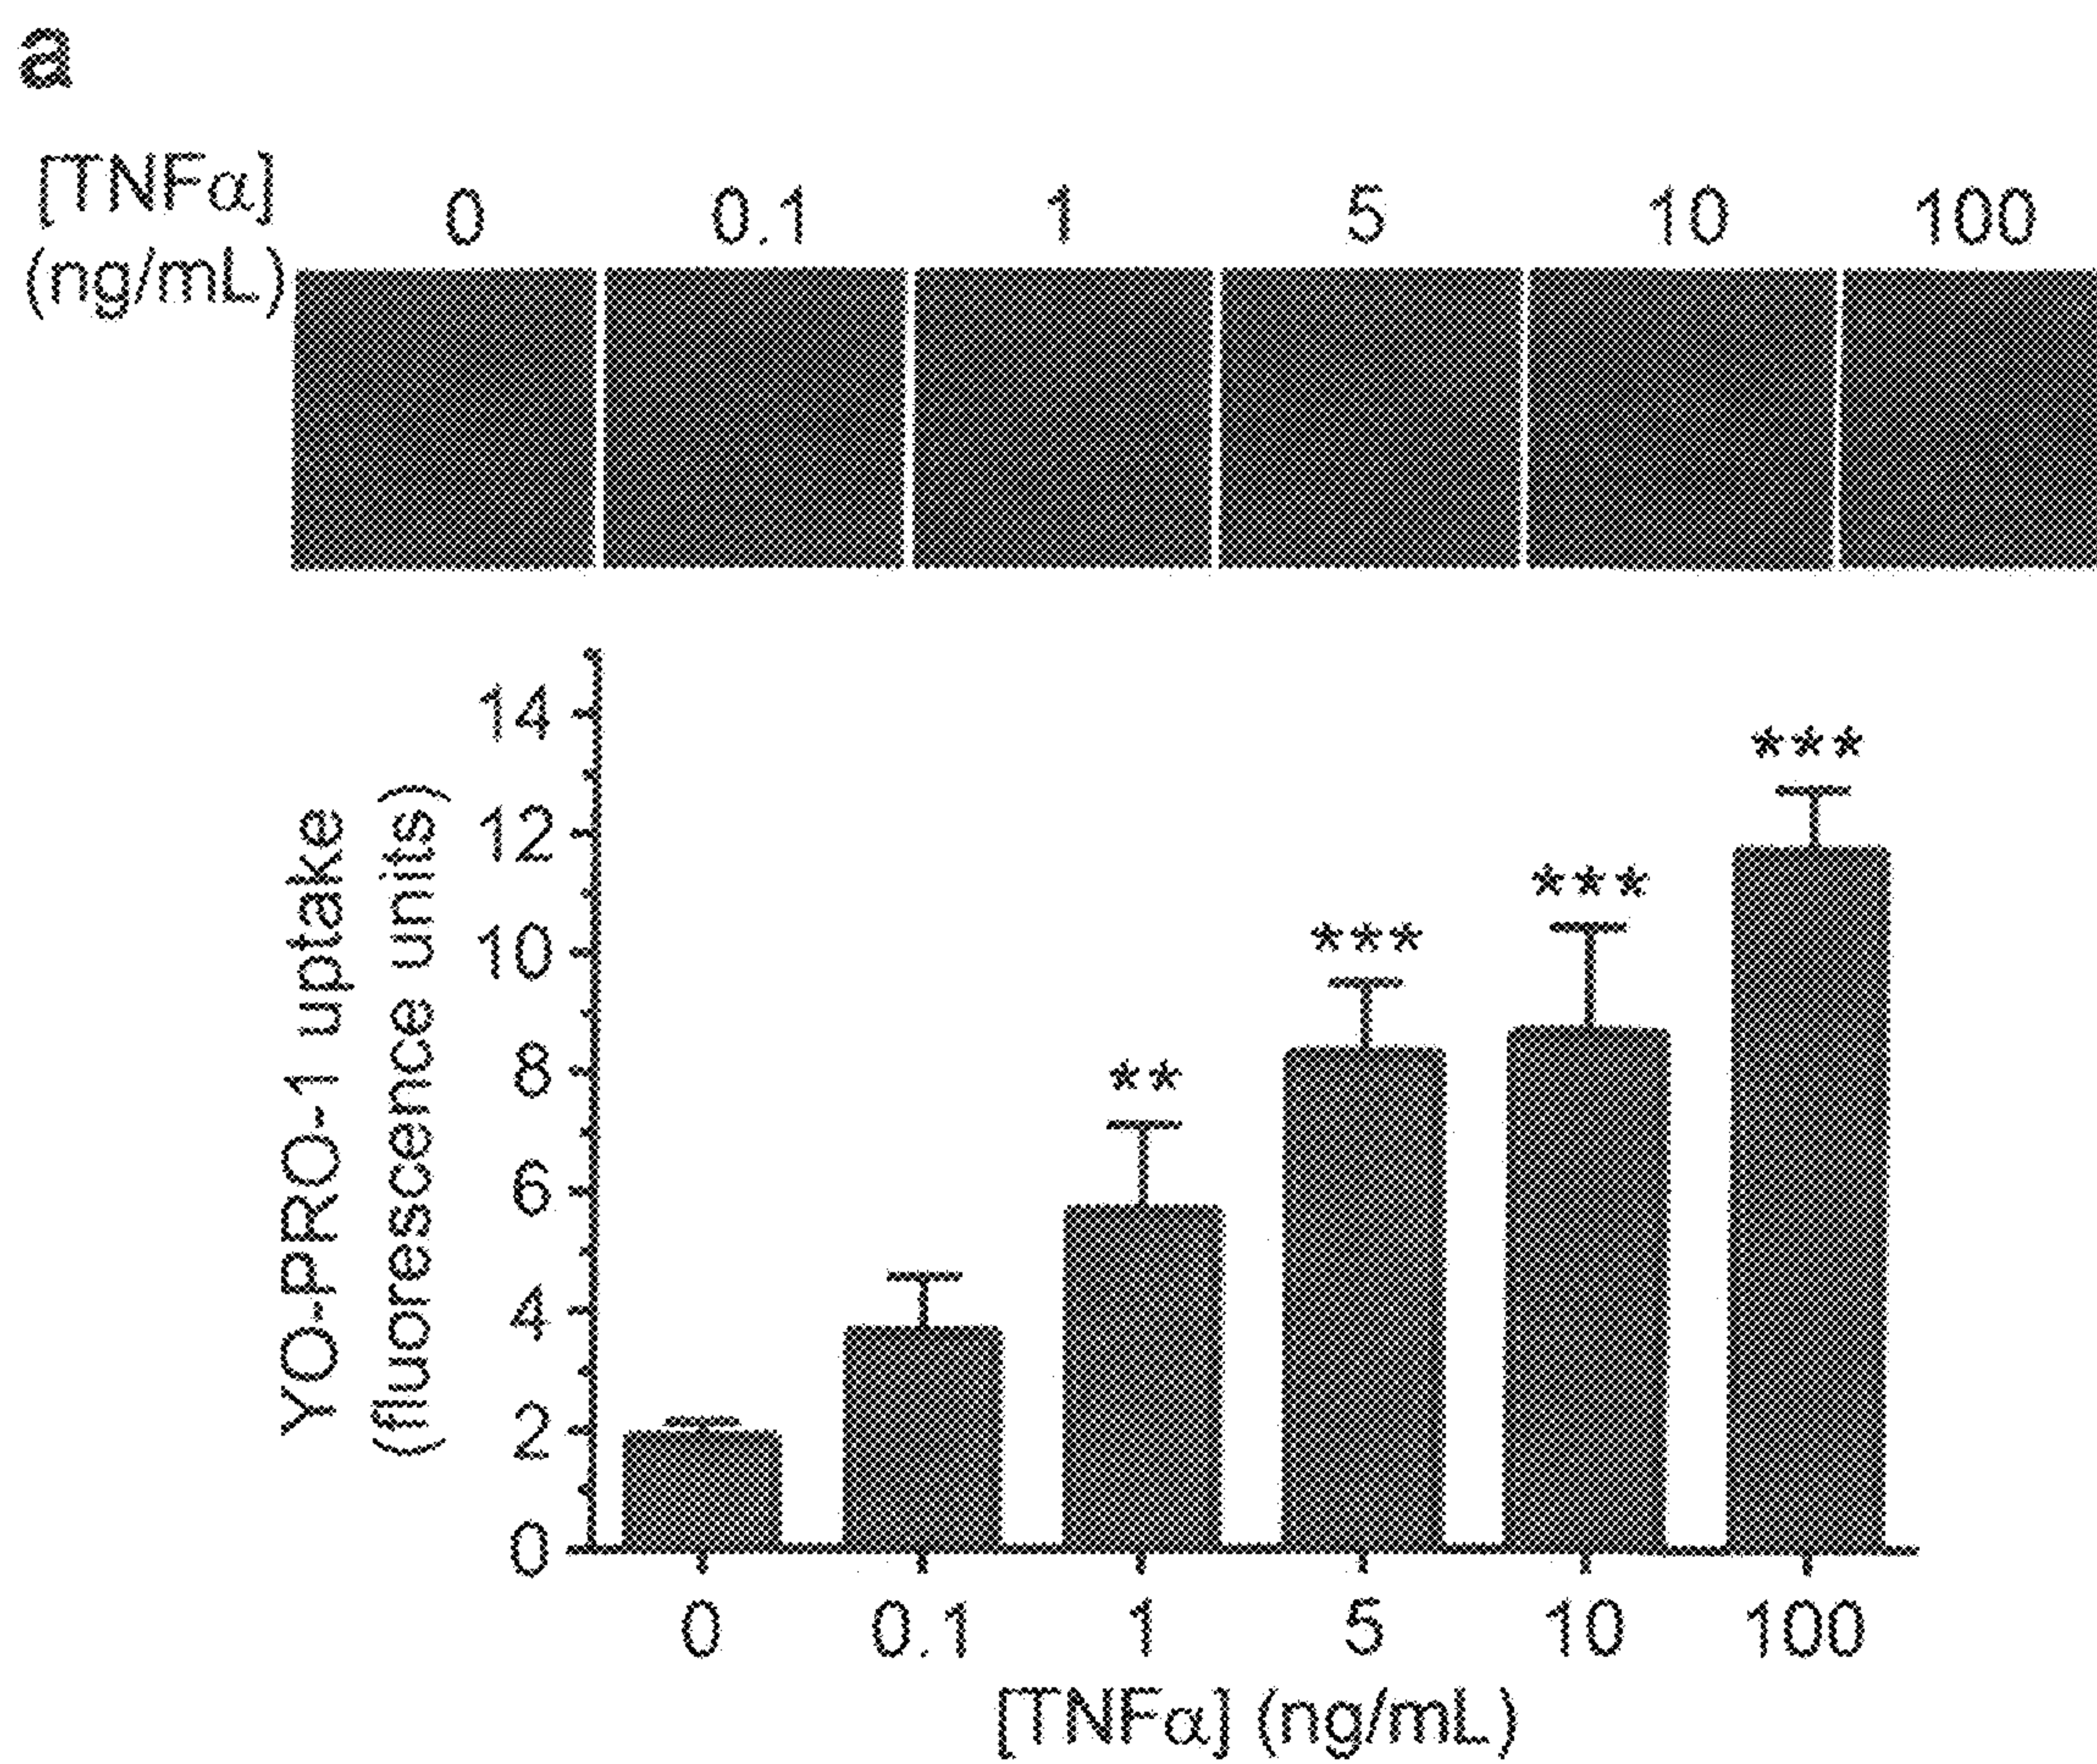 a
[TNFα]
(ng/mL)
0 0.1 1 5 10 100
YO-PRO-1 uptake
(fluorescence units)
14
12
10
8
6
4
2
0
**
***
***
***
0 0.1 1 5 10 100
[TNFα] (ng/mL)